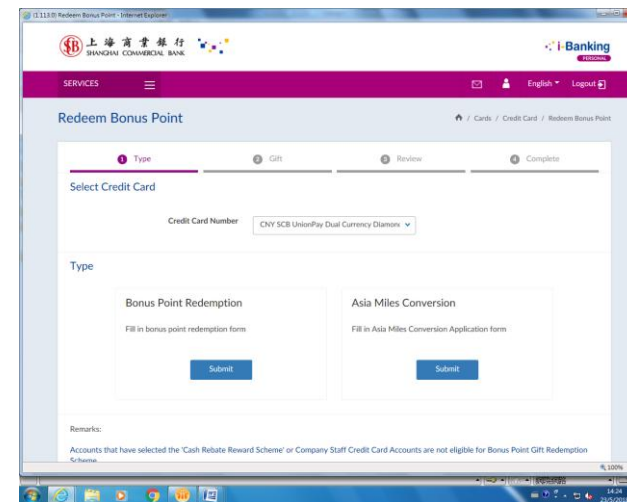 (1.113.0) Redeem Bonus Point - Internet Explorer
上海商業銀行
SHANGHAI COMMERCIAL BANK
i-Banking
PERSONAL
SERVICES
English
Logout
Redeem Bonus Point
/ Cards / Credit Card / Redeem Bonus Point
1 Type
2 Gift
3 Review
4 Complete
Select Credit Card
Credit Card Number
CNY SCB UnionPay Dual Currency Diamon
Type
Bonus Point Redemption
Asia Miles Conversion
Fill in bonus point redemption form
Fill in Asia Miles Conversion Application form
Submit
Submit
Remarks:
Accounts that have selected the 'Cash Rebate Reward Scheme' or Company Staff Credit Card Accounts are not eligible for Bonus Point Gift Redemption
Scheme
100%
14:24